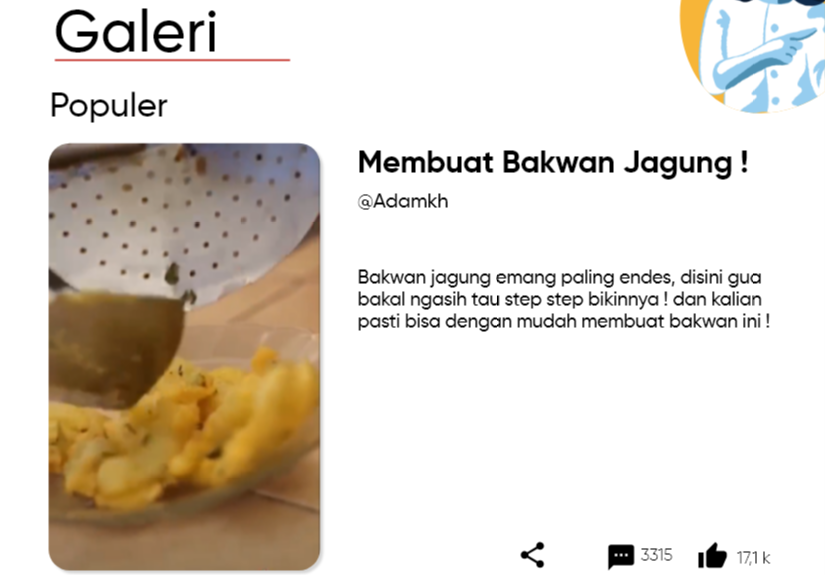 Galeri
Populer
Membuat Bakwan Jagung !
@Adamkh
Bakwan jagung emang paling endes, disini gua
bakal ngasih tau step step bikinnya ! dan kalian
pasti bisa dengan mudah membuat bakwan ini !
3315
17,1 k